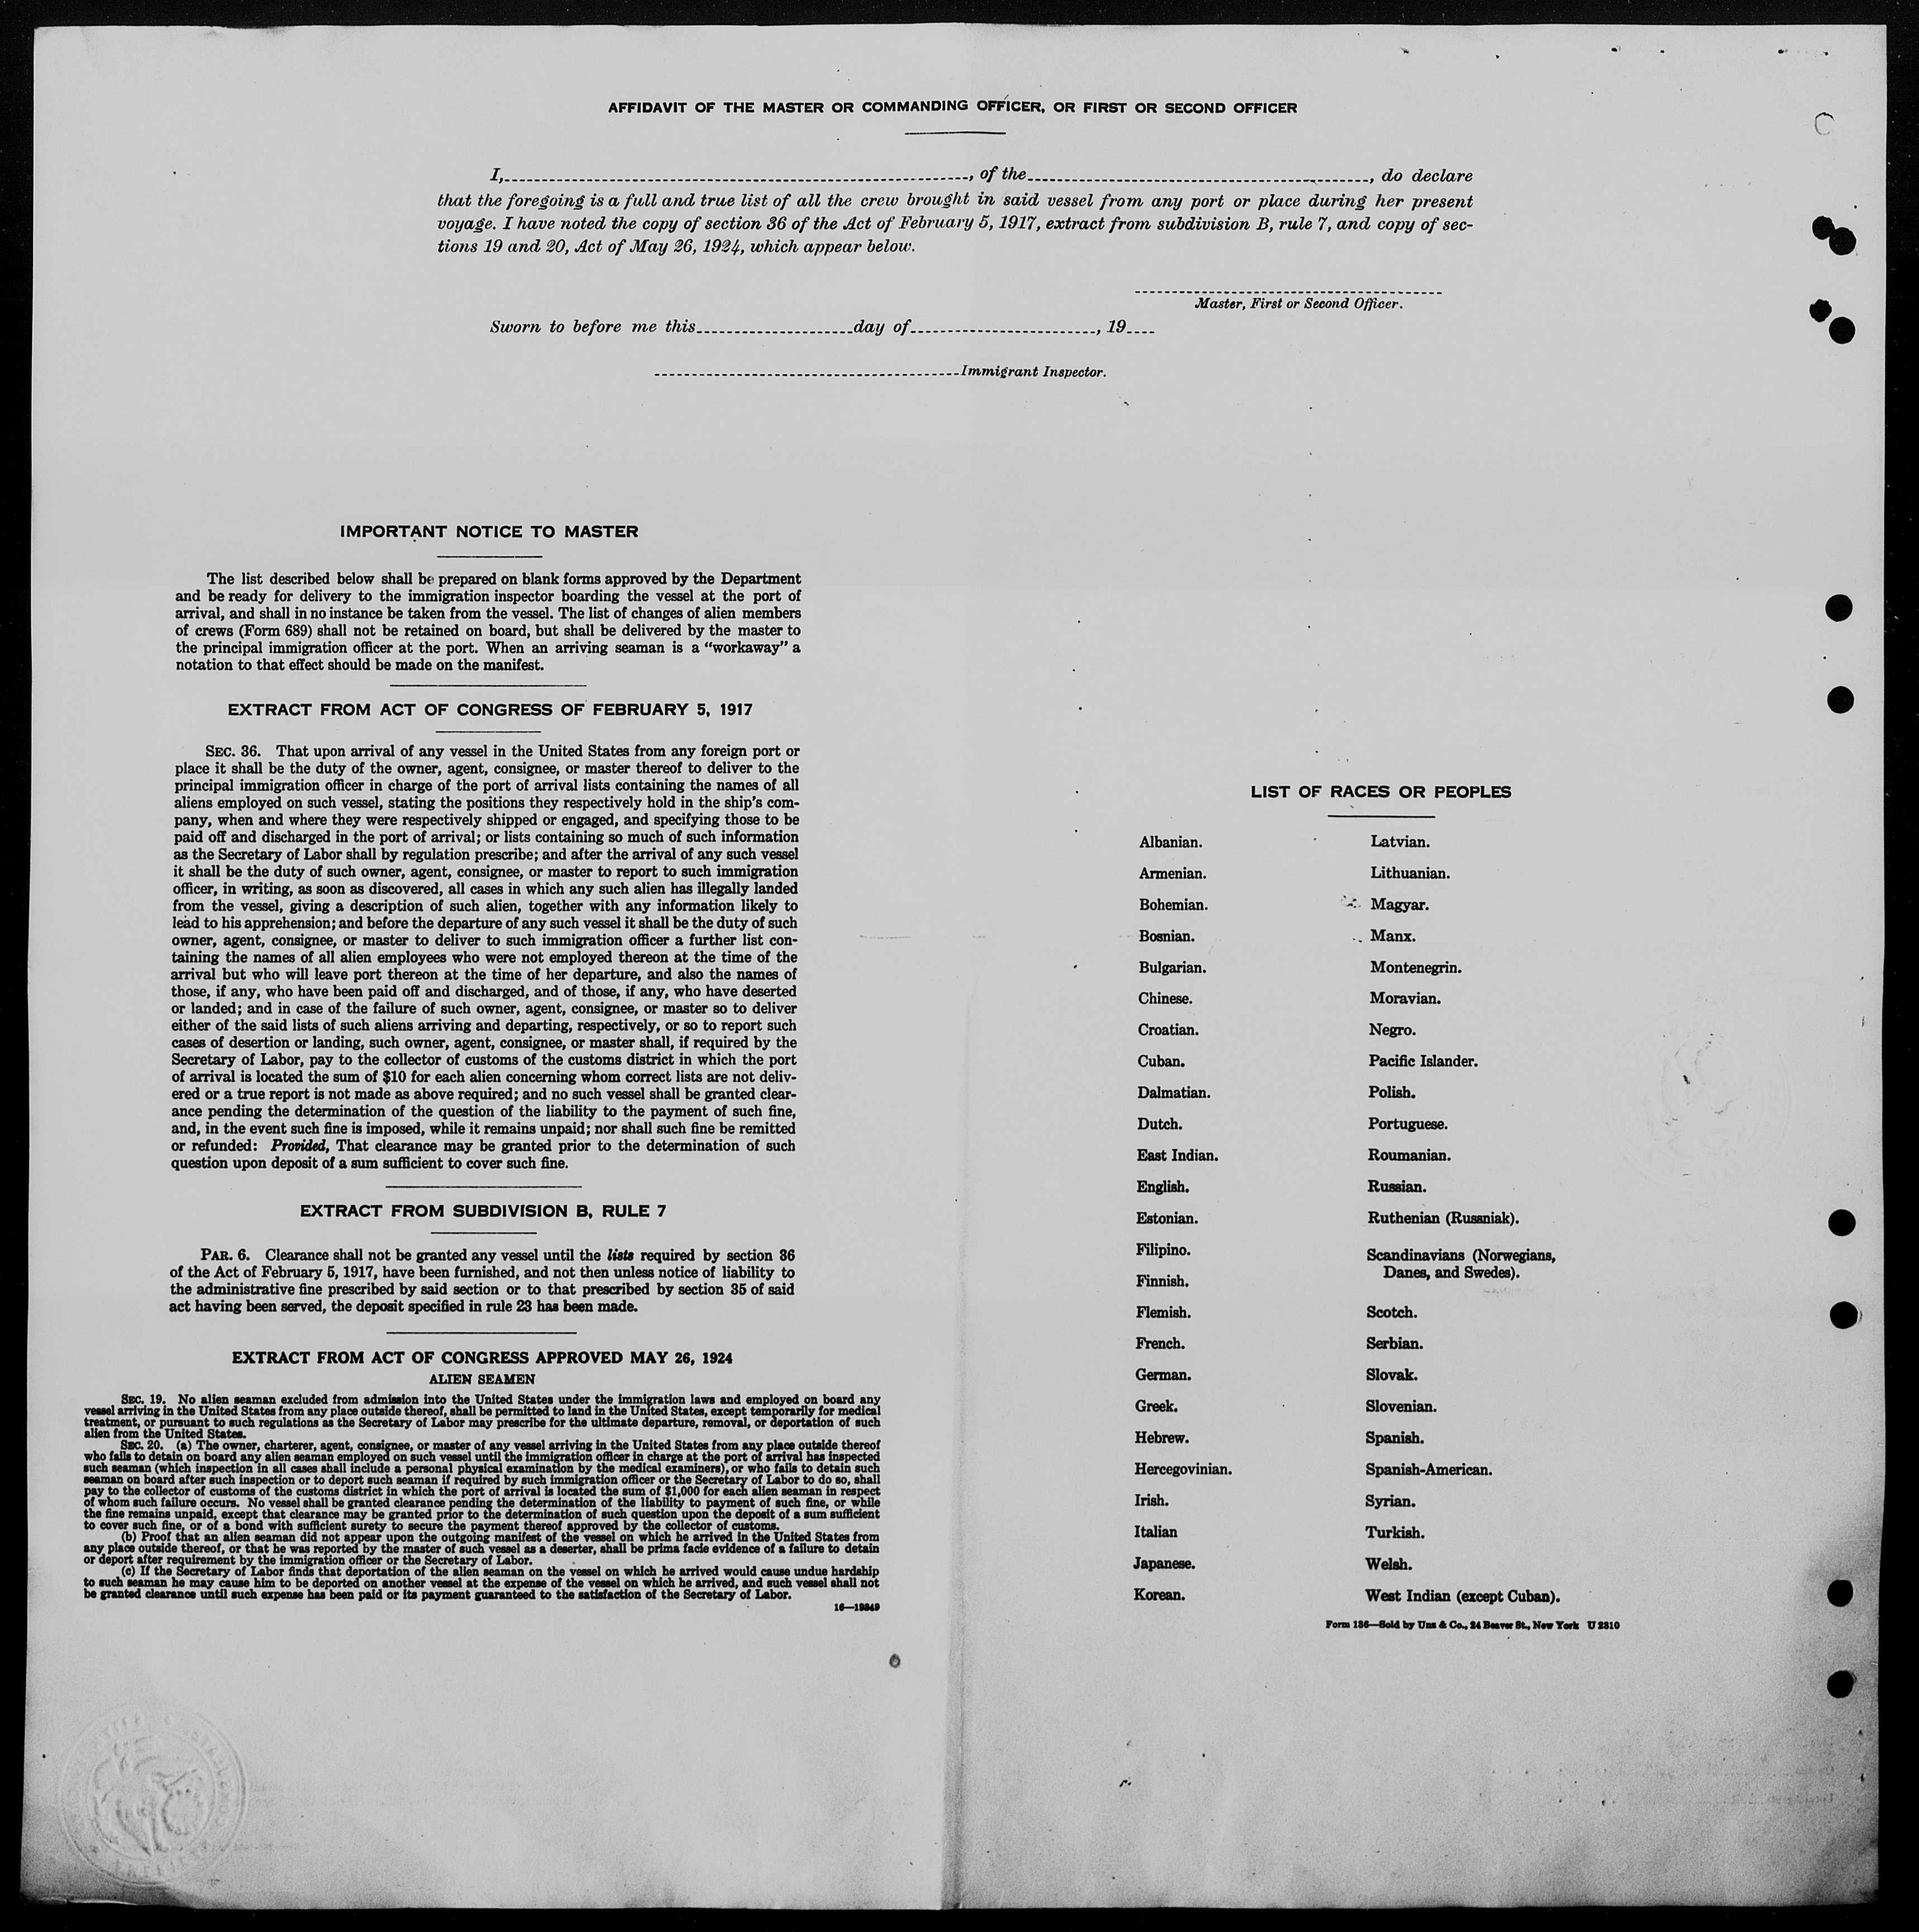 AFFIDAVIT OF THE MASTER OR COMMANDING OFFICER, OR FIRST OR SECOND OFFICER
I,, of the, do declare
that the foregoing is a full and true list of all the crew brought in said vessel from any port or place during her present
voyage. I have noted the copy of section 36 of the Act of February 5, 1917, extract from subdivision B, rule 7, and copy of sec-
tions 19 and 20, Act of May 26, 1924, which appear below.
Master, First or Second Officer.
Sworn to before me this day of, 19
Immigrant Inspector.
IMPORTANT NOTICE TO MASTER
The list described below shall be prepared on blank forms approved by the Department
and be ready for delivery to the immigration inspector boarding the vessel at the port of
arrival, and shall in no instance be taken from the vessel. The list of changes of alien members
of crews (Form 689) shall not be retained on board, but shall be delivered by the master to
the principal immigration officer at the port. When an arriving seaman is a "workaway" a
notation to that effect should be made on the manifest.
EXTRACT FROM ACT OF CONGRESS OF FEBRUARY 5, 1917
SEC. 36. That upon arrival of any vessel in the United States from any foreign port or
place it shall be the duty of the owner, agent, consignee, or master thereof to deliver to the
principal immigration officer in charge of the port of arrival lists containing the names of all
aliens employed on such vessel, stating the positions they respectively hold in the ship's com-
pany, when and where they were respectively shipped or engaged, and specifying those to be
paid off and discharged in the port of arrival; or lists containing so much of such information
as the Secretary of Labor shall by regulation prescribe; and after the arrival of any such vessel
it shall be the duty of such owner, agent, consignee, or master to report to such immigration
officer, in writing, as soon as discovered, all cases in which any such alien has illegally landed
from the vessel, giving a description of such alien, together with any information likely to
lead to his apprehension; and before the departure of any such vessel it shall be the duty of such
owner, agent, consignee, or master to deliver to such immigration officer a further list con-
taining the names of all alien employees who were not employed thereon at the time of the
arrival but who will leave port thereon at the time of her departure, and also the names of
those, if any, who have been paid off and discharged, and of those, if any, who have deserted
or landed; and in case of the failure of such owner, agent, consignee, or master so to deliver
either of the said lists of such aliens arriving and departing, respectively, or so to report such
cases of desertion or landing, such owner, agent, consignee, or master shall, if required by the
Secretary of Labor, pay to the collector of customs of the customs district in which the port
of arrival is located the sum of $10 for each alien concerning whom correct lists are not deliv-
ered or a true report is not made as above required; and no such vessel shall be granted clear-
ance pending the determination of the question of the liability to the payment of such fine,
and, in the event such fine is imposed, while it remains unpaid; nor shall such fine be remitted
or refunded: Provided, That clearance may be granted prior to the determination of such
question upon deposit of a sum sufficient to cover such fine.
EXTRACT FROM SUBDIVISION B, RULE 7
PAR. 6. Clearance shall not be granted any vessel until the lists required by section 36
of the Act of February 5, 1917, have been furnished, and not then unless notice of liability to
the administrative fine prescribed by said section or to that prescribed by section 35 of said
act having been served, the deposit specified in rule 23 has been made.
EXTRACT FROM ACT OF CONGRESS APPROVED MAY 26, 1924
ALIEN SEAMEN
SEC. 19. No alien seaman excluded from admission into the United States under the immigration laws and employed on board any
vessel arriving in the United States from any place outside thereof, shall be permitted to land in the United States, except temporarily for medical
treatment, or pursuant to such regulations as the Secretary of Labor may prescribe for the ultimate departure, removal, or deportation of such
alien from the United States.
SEC. 20. (a) The owner, charterer, agent, consignee, or master of any vessel arriving in the United States from any place outside thereof
who fails to detain on board any alien seaman employed on such vessel until the immigration officer in charge at the port of arrival has inspected
such seaman (which inspection in all cases shall include a personal physical examination by the medical examiners), or who fails to detain such
seaman on board after such inspection or to deport such seaman if required by such immigration officer or the Secretary of Labor to do so, shall
pay to the collector of customs of the customs district in which the port of arrival is located the sum of $1,000 for each alien seaman in respect
of whom such failure occurs. No vessel shall be granted clearance pending the determination of the liability to payment of such fine, or while
the fine remains unpaid, except that clearance may be granted prior to the determination of such question upon the deposit of a sum sufficient
to cover such fine, or of a bond with sufficient surety to secure the payment thereof approved by the collector of customs.
(b) Proof that an alien seaman did not appear upon the outgoing manifest of the vessel on which he arrived in the United States from
any place outside thereof, or that he was reported by the master of such vessel as a deserter, shall be prima facie evidence of a failure to detain
or deport after requirement by the immigration officer or the Secretary of Labor.
(c) If the Secretary of Labor finds that deportation of the alien seaman on the vessel on which he arrived would cause undue hardship
to such seaman he may cause him to be deported on another vessel at the expense of the vessel on which he arrived, and such vessel shall not
be granted clearance until such expense has been paid or its payment guaranteed to the satisfaction of the Secretary of Labor.
16—19849
LIST OF RACES OR PEOPLES
Albanian.
Armenian.
Bohemian.
Bosnian.
Bulgarian.
Chinese.
Croatian.
Cuban.
Dalmatian.
Dutch.
East Indian.
English.
Estonian.
Filipino.
Finnish.
Flemish.
French.
German.
Greek.
Hebrew.
Hercegovinian.
Irish.
Italian
Japanese.
Korean.
Latvian.
Lithuanian.
Magyar.
Manx.
Montenegrin.
Moravian.
Negro.
Pacific Islander.
Polish.
Portuguese.
Roumanian.
Russian.
Ruthenian (Russniak).
Scandinavians (Norwegians,
Danes, and Swedes).
Scotch.
Serbian.
Slovak.
Slovenian.
Spanish.
Spanish-American.
Syrian.
Turkish.
Welsh.
West Indian (except Cuban).
Form 136—Sold by Unz & Co., 24 Beaver St., New York U 2310